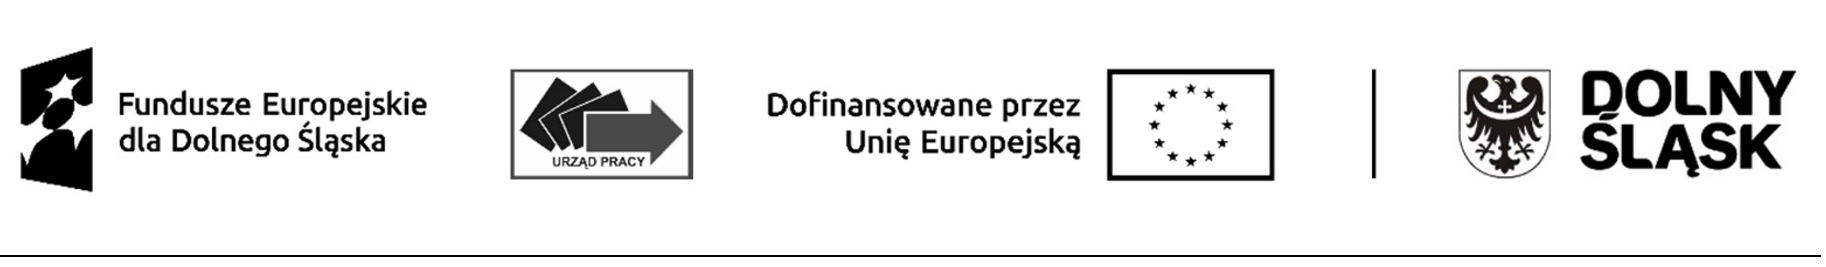 Fundusze Europejskie
dla Dolnego Śląska
URZĄD PRACY
Dofinansowane przez
Unię Europejską
DOLNY
ŚLĄSK